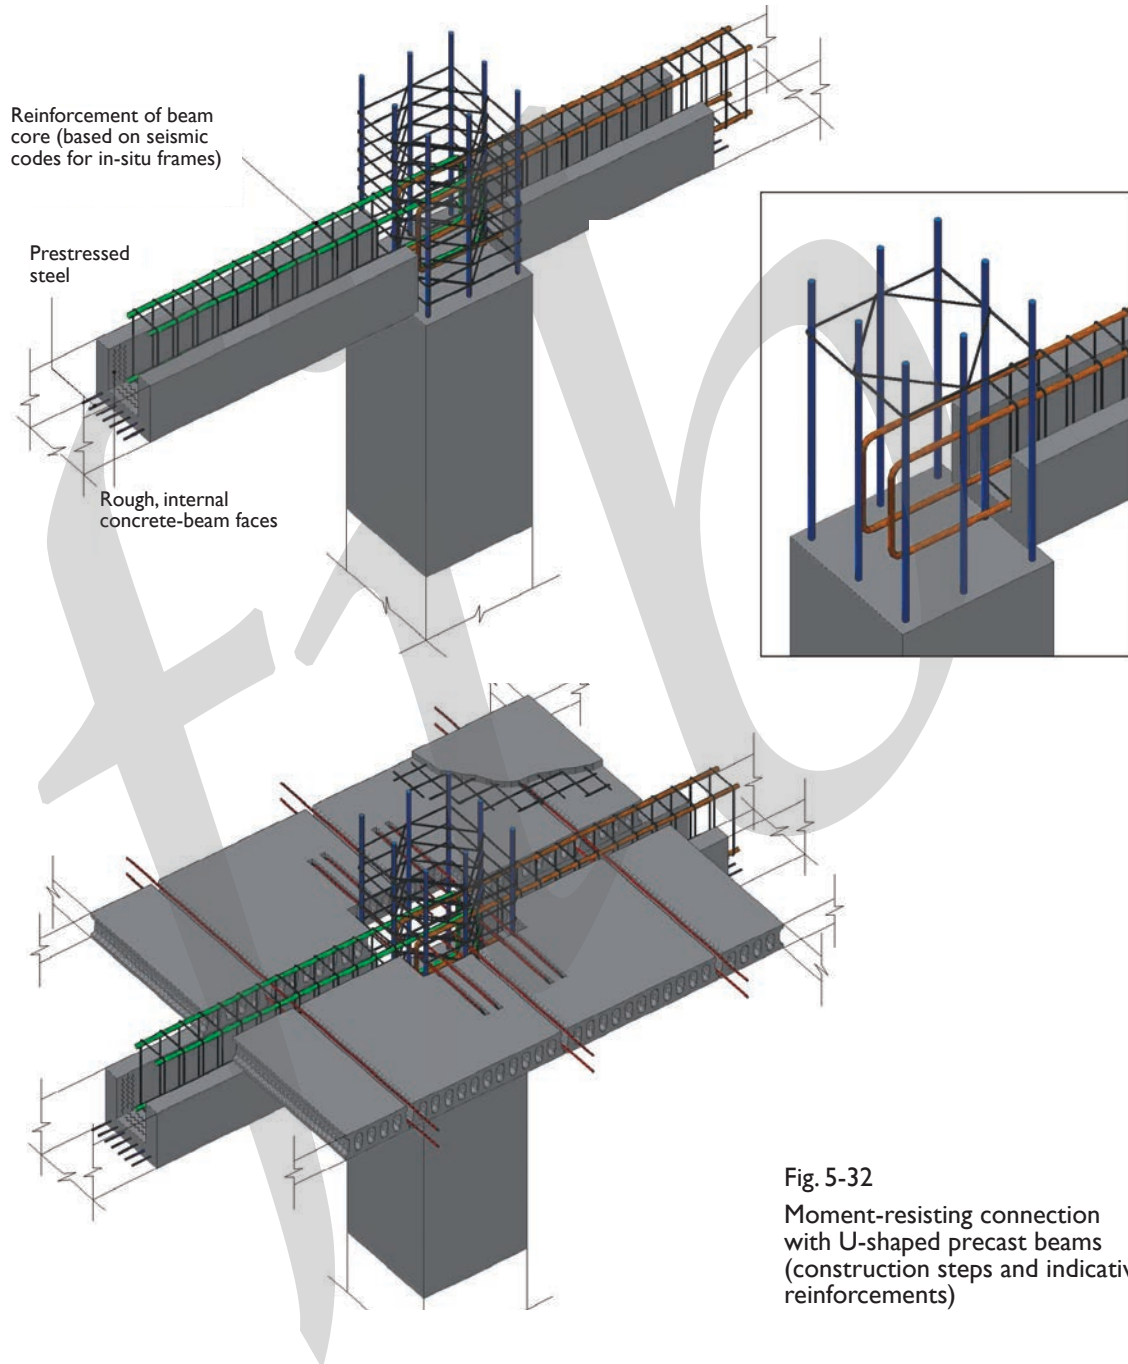 Reinforcement of beam
core (based on seismic
codes for in-situ frames)
Prestressed
steel
Rough, internal
concrete-beam faces
Fig. 5-32
Moment-resisting connection
with U-shaped precast beams
(construction steps and indicativ
reinforcements)
fib